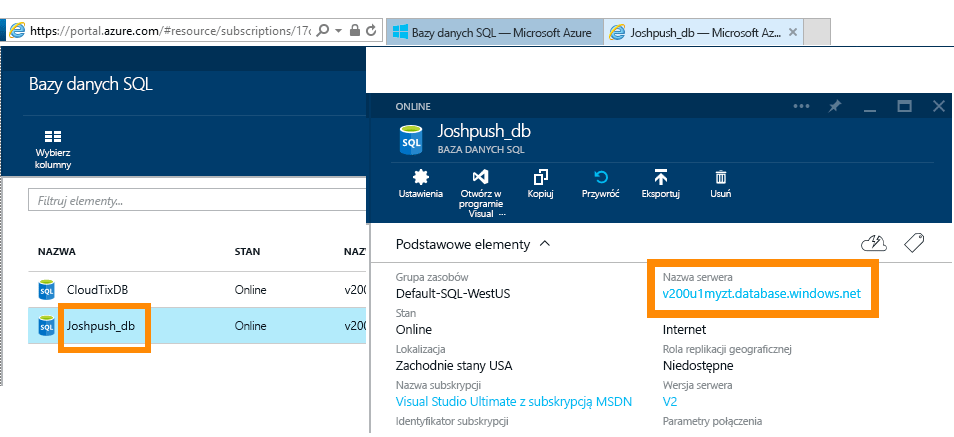 https://portal.azure.com/#resource/subscriptions/17c
Bazy danych SQL — Microsoft Azure
Joshpush_db — Microsoft Az...
Bazy danych SQL
Wybierz
kolumny
Filtruj elementy...
NAZWA STAN NAZ
SQL CloudTixDB Online v200
SQL Joshpush_db Online v200
ONLINE
SQL
Joshpush_db
BAZA DANYCH SQL
Ustawienia
Otwórz w
programie
Visual ...
Kopiuj
Przywróć
Eksportuj
Usuń
Podstawowe elementy
Grupa zasobów
Default-SQL-WestUS
Stan
Online
Lokalizacja
Zachodnie stany USA
Nazwa subskrypcji
Visual Studio Ultimate z subskrypcją MSDN
Identyfikator subskrypcji
Nazwa serwera
v200u1myzt.database.windows.net
Internet
Rola replikacji geograficznej
Niedostępne
Wersja serwera
V2
Parametry połączenia